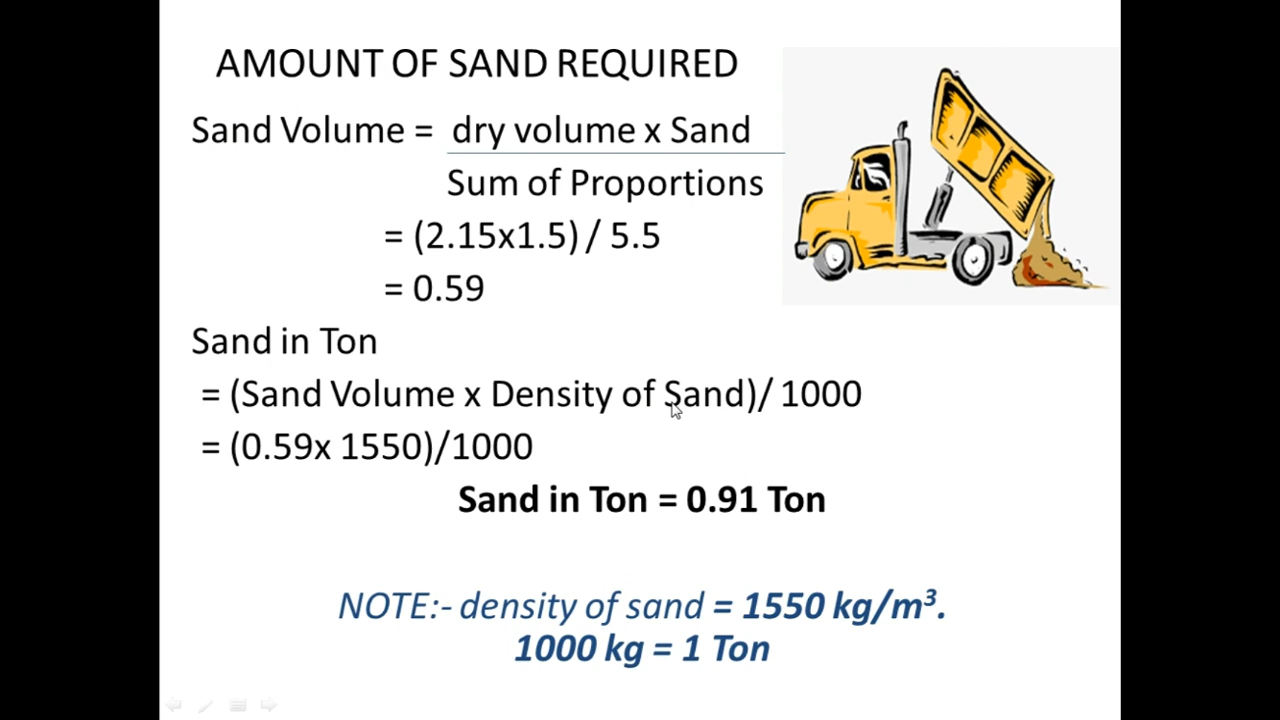 AMOUNT OF SAND REQUIRED
Sand Volume = dry volume x Sand
Sum of Proportions
= (2.15x1.5) / 5.5
= 0.59
Sand in Ton
= (Sand Volume x Density of Sand)/ 1000
= (0.59x 1550)/1000
Sand in Ton = 0.91 Ton
NOTE:- density of sand = 1550 kg/m³.
1000 kg = 1 Ton